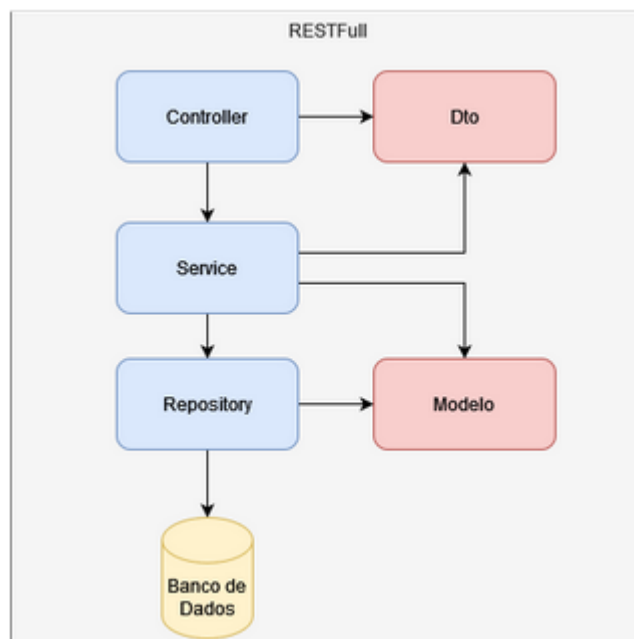 RESTFull
Controller
Dto
Service
Repository
Modelo
Banco de
Dados